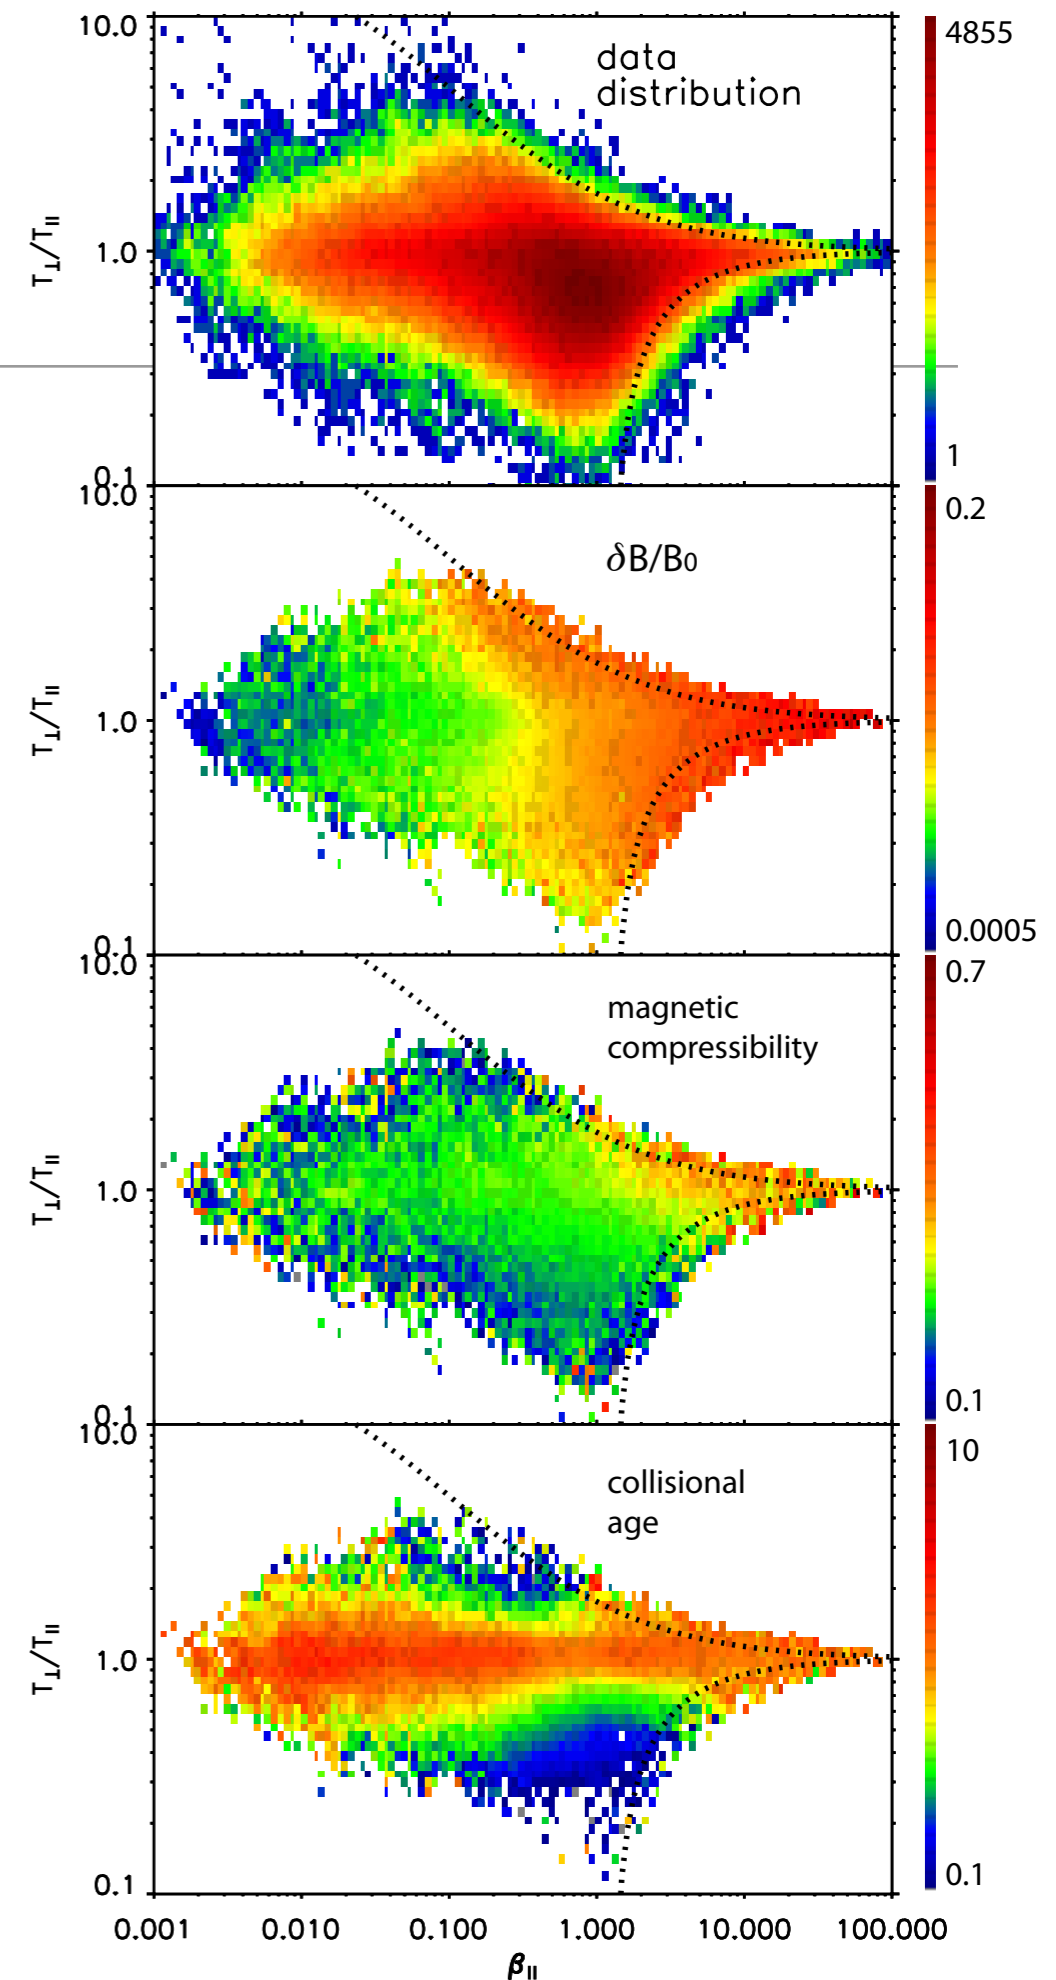 10.0
data
distribution
4855
T⊥/T||
1.0
1
0.1
10.0
0.2
δB/B0
T⊥/T||
1.0
0.0005
0.1
10.0
0.7
magnetic
compressibility
T⊥/T||
1.0
0.1
0.1
10.0
10
collisional
age
T⊥/T||
1.0
0.1
0.1
0.001 0.010 0.100 1.000 10.000 100.000
β||